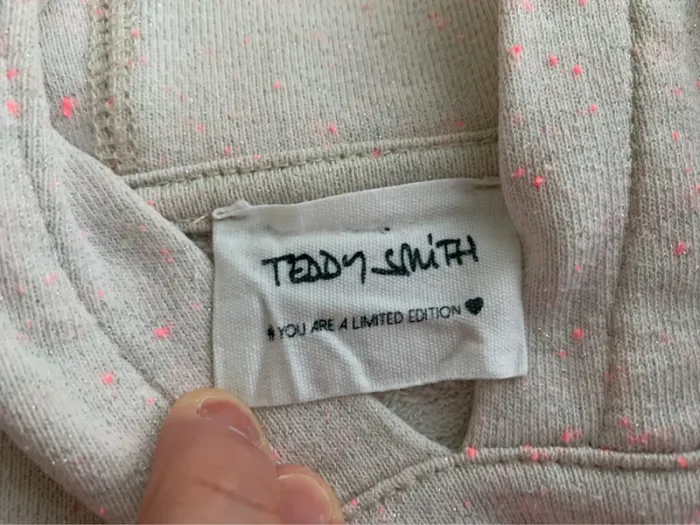 TEDDY SMiTH
#YOU ARE A LIMITED EDITION ♥